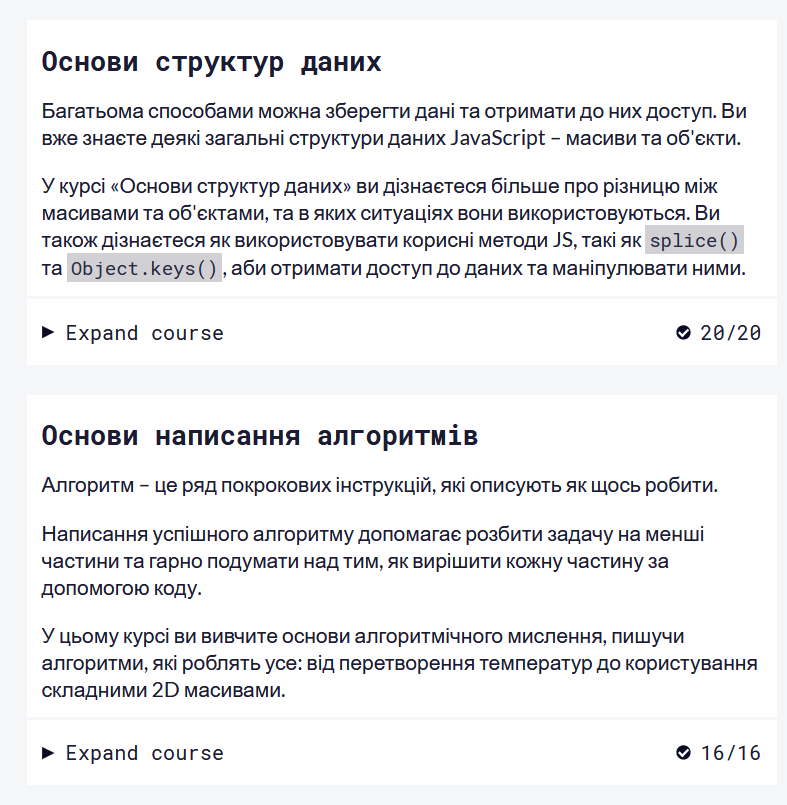 Основи структур даних
Багатьома способами можна зберегти дані та отримати до них доступ. Ви
вже знаєте деякі загальні структури даних JavaScript – масиви та об'єкти.
У курсі «Основи структур даних» ви дізнаєтеся більше про різницю між
масивами та об'єктами, та в яких ситуаціях вони використовуються. Ви
також дізнаєтеся як використовувати корисні методи JS, такі як splice()
та Object.keys(), аби отримати доступ до даних та маніпулювати ними.
Expand course 20/20
Основи написання алгоритмів
Алгоритм – це ряд покрокових інструкцій, які описують як щось робити.
Написання успішного алгоритму допомагає розбити задачу на менші
частини та гарно подумати над тим, як вирішити кожну частину за
допомогою коду.
У цьому курсі ви вивчите основи алгоритмічного мислення, пишучи
алгоритми, які роблять усе: від перетворення температур до користування
складними 2D масивами.
Expand course 16/16